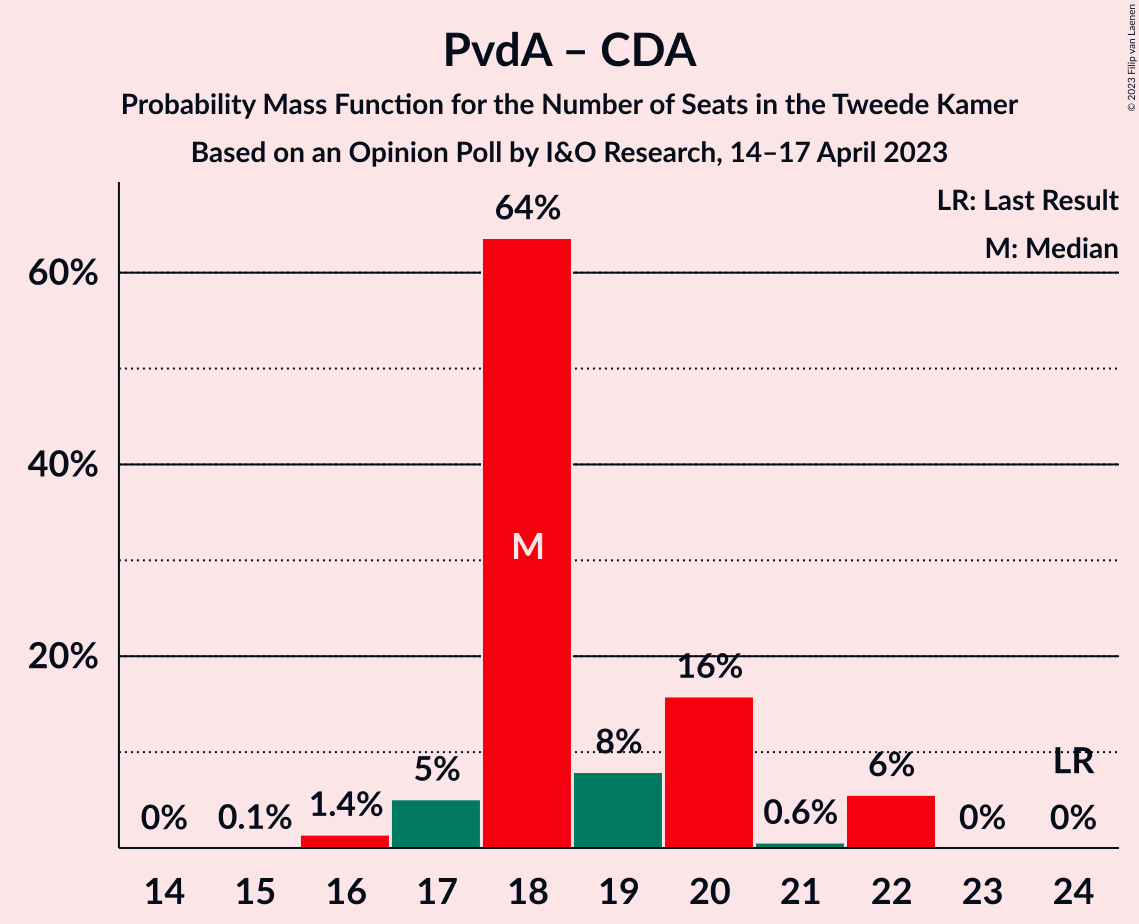 PvdA – CDA
Probability Mass Function for the Number of Seats in the Tweede Kamer
Based on an Opinion Poll by I&O Research, 14–17 April 2023
© 2023 Filip van Laenen
LR: Last Result
M: Median
60%
40%
20%
0%
0.1%
1.4%
5%
64%
M
8%
16%
0.6%
6%
0%
LR
0%
14 15 16 17 18 19 20 21 22 23 24